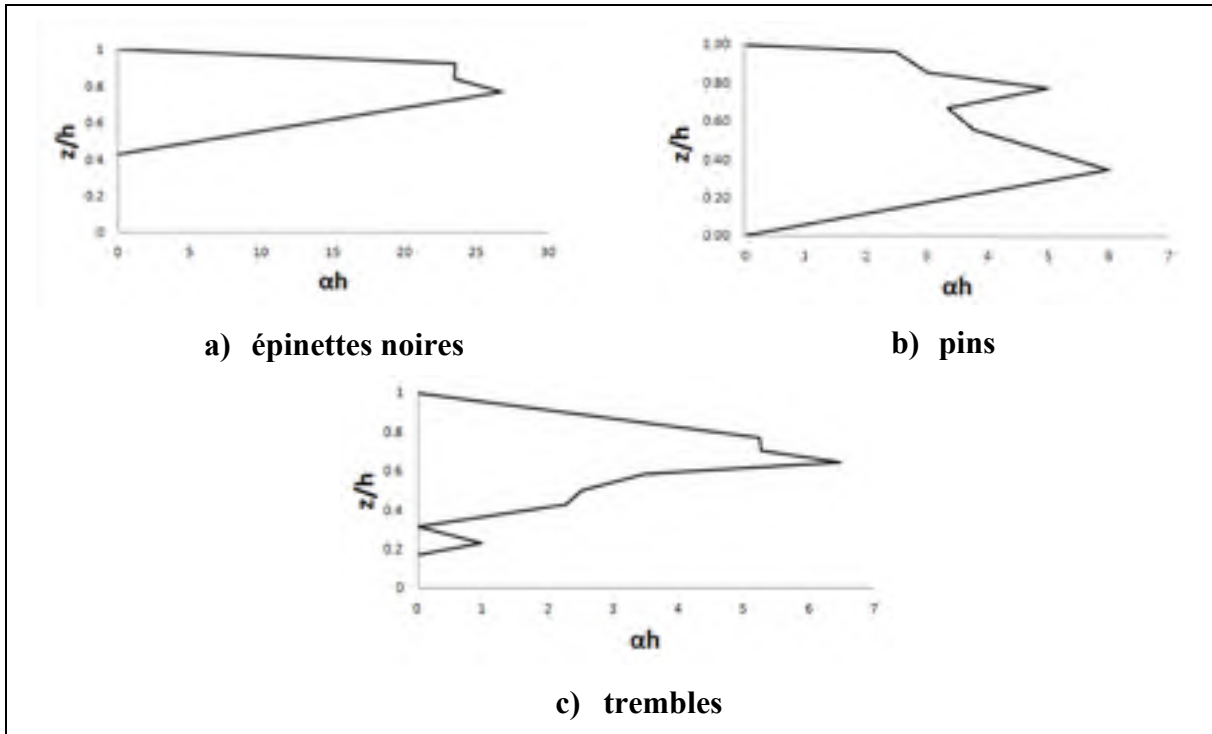 1
0.8
0.6
0.4
0.2
0
z/h
0 5 10 15 20 25 30
αh
a) épinettes noires
1.00
0.80
0.60
0.40
0.20
0.00
z/h
0 1 2 3 4 5 6 7
αh
b) pins
1
0.8
0.6
0.4
0.2
0
z/h
0 1 2 3 4 5 6 7
αh
c) trembles